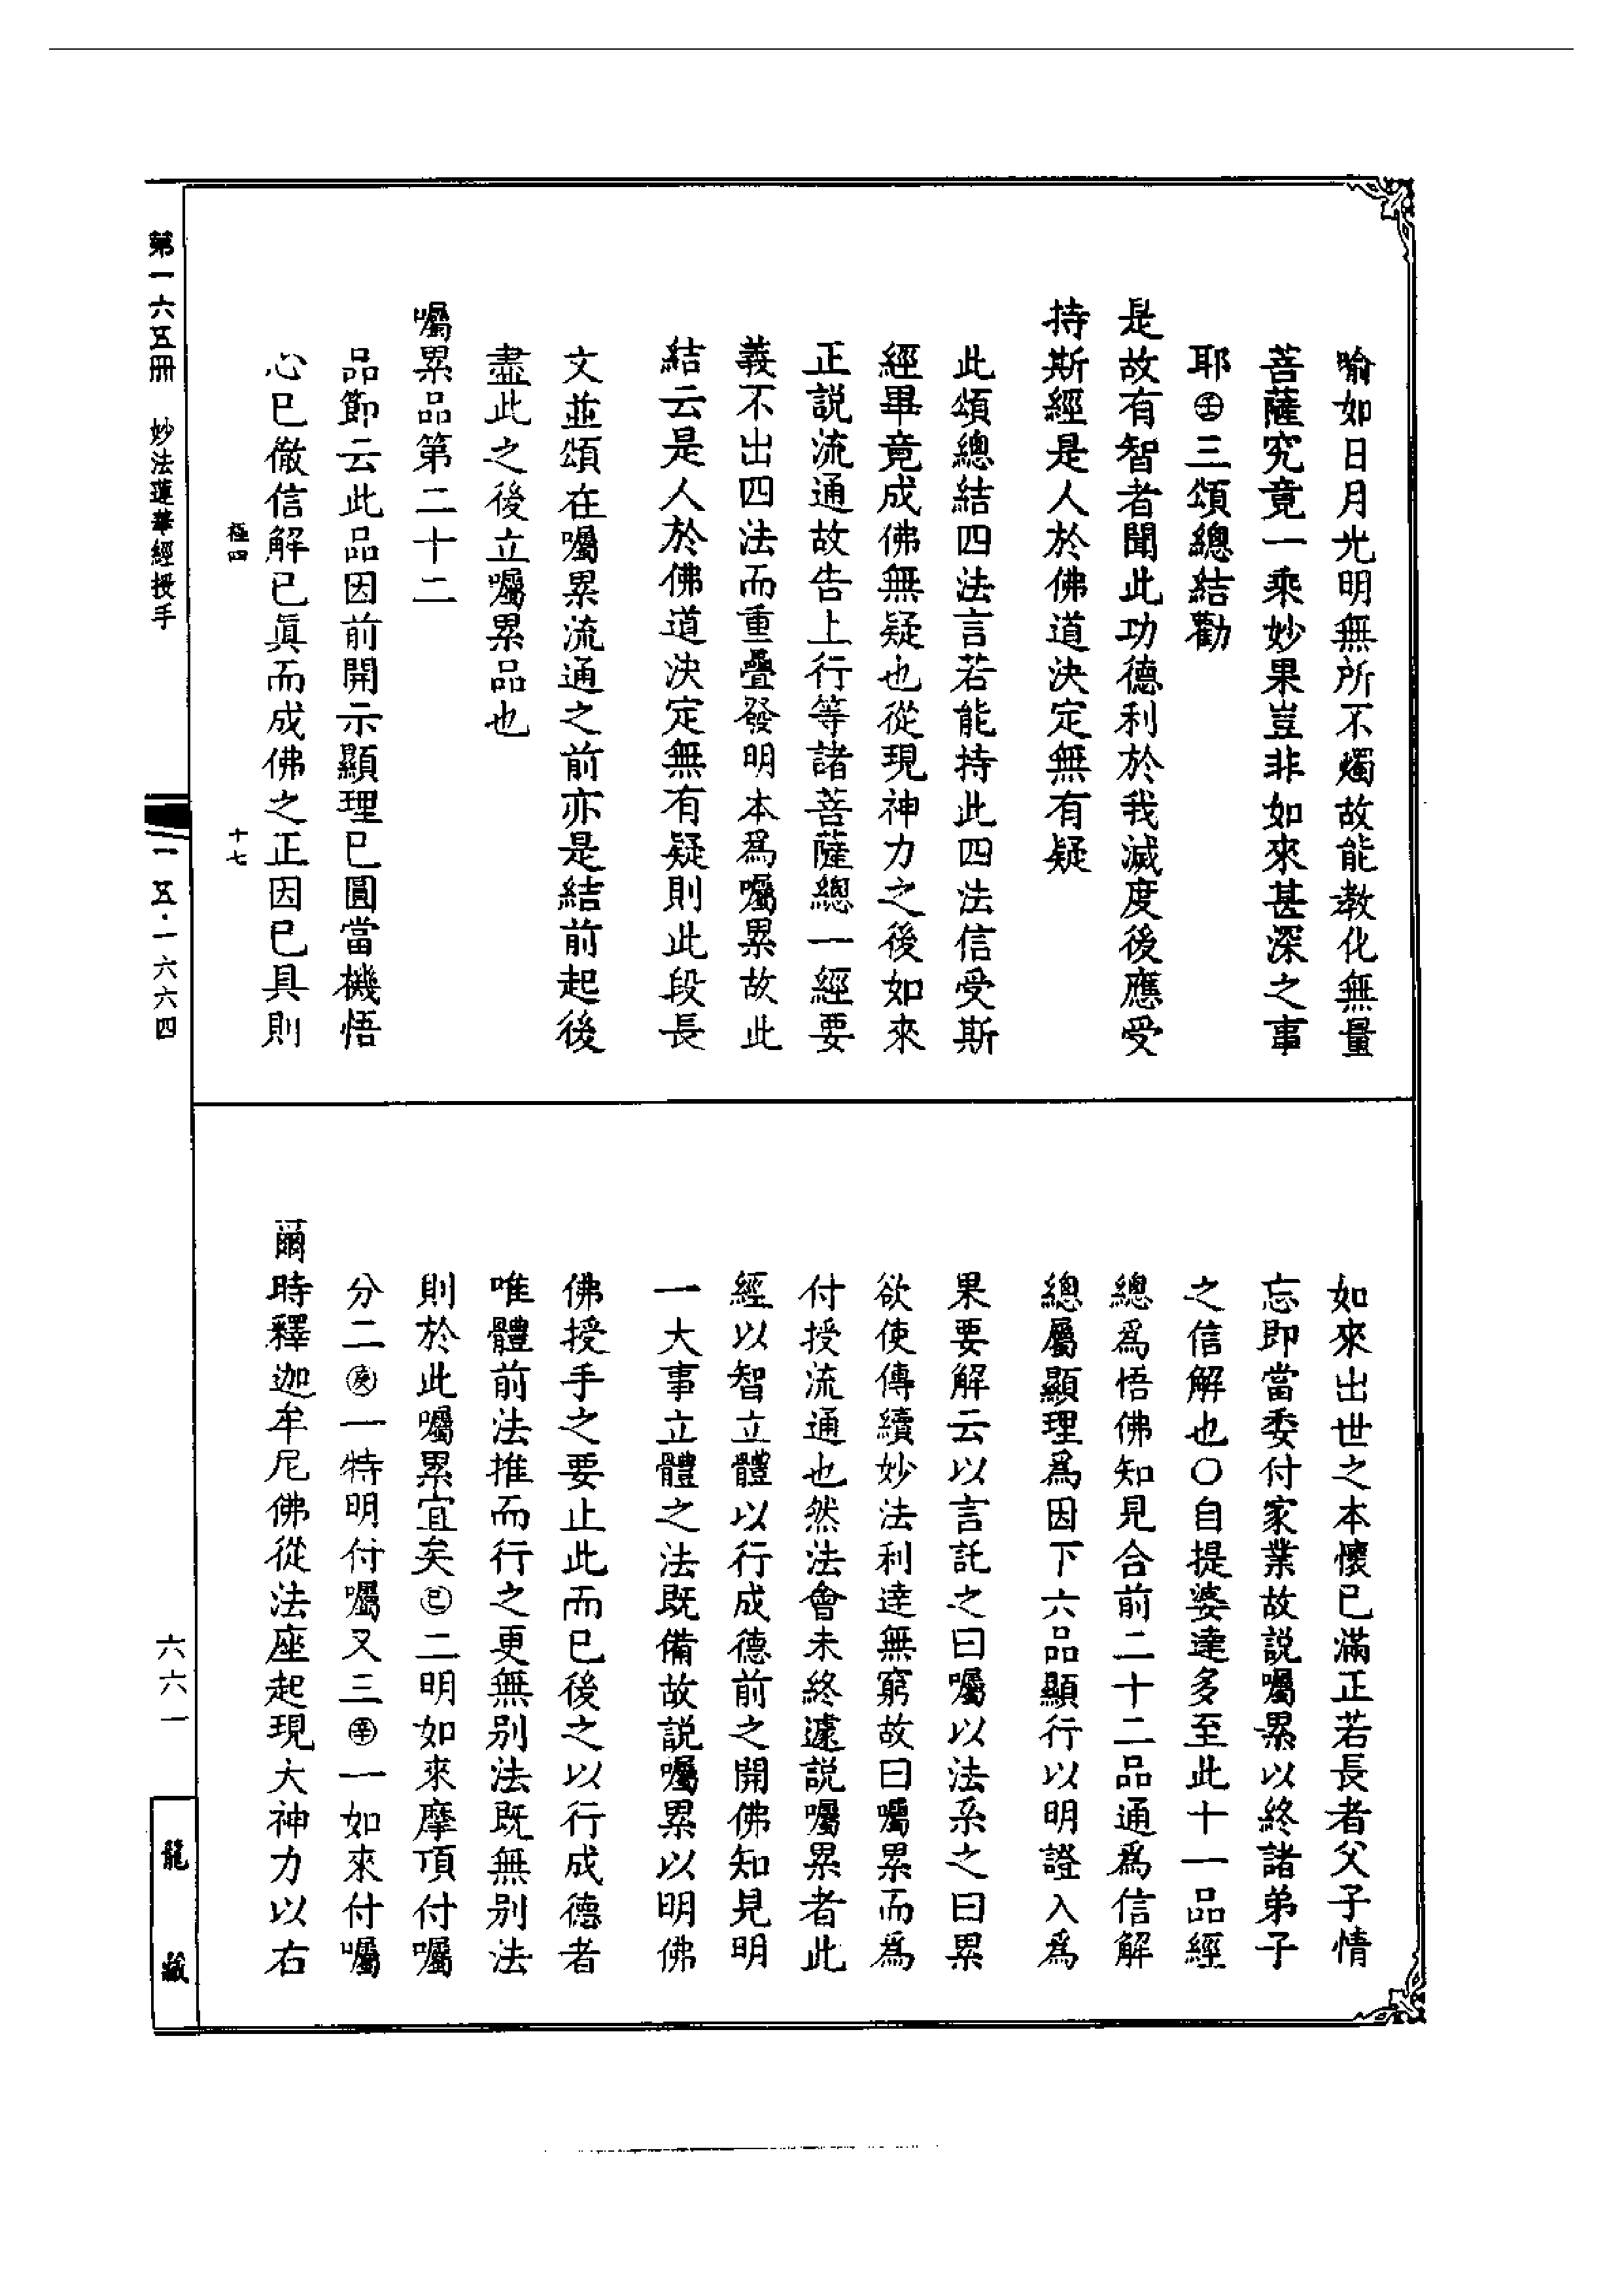 喻如日月光明無所不燭故能教化無量
菩薩究竟一乘妙果豈非如來甚深之事
耶㊂三頌總結勸
是故有智者聞此功德利於我滅度後應受
持斯經是人於佛道決定無有疑
此頌總結四法言若能持此四法信受斯
經畢竟成佛無疑也從現神力之後如來
正說流通故告上行等諸菩薩總一經要
義不出四法而重疊發明本為囑累故此
結云是人於佛道決定無有疑則此段長
文並頌在囑累流通之前亦是結前起後
盡此之後立囑累品也
囑累品第二十二
品節云此品因前開示顯理已圓當機悟
心已徹信解已眞而成佛之正因已具則
極四
十七
如來出世之本懷已滿正若長者父子情
忘即當委付家業故說囑累以終諸弟子
之信解也○自提婆達多至此十一品經
總為悟佛知見合前二十二品通為信解
總屬顯理為因下六品顯行以明證入為
果要解云以言託之曰囑以法系之曰累
欲使傳續妙法利達無窮故曰囑累而為
付授流通也然法會未終遽說囑累者此
經以智立體以行成德前之開佛知見明
一大事立體之法既備故說囑累以明佛
佛授手之要止此而已後之以行成德者
唯體前法推而行之更無別法既無別法
則於此囑累宜矣㊁二明如來摩頂付囑
分二㊀一特明付囑又三㊀一如來付囑
爾時釋迦牟尼佛從法座起現大神力以右
第一六五冊 妙法蓮華經授手
一五·一六六四
六六一
龍藏